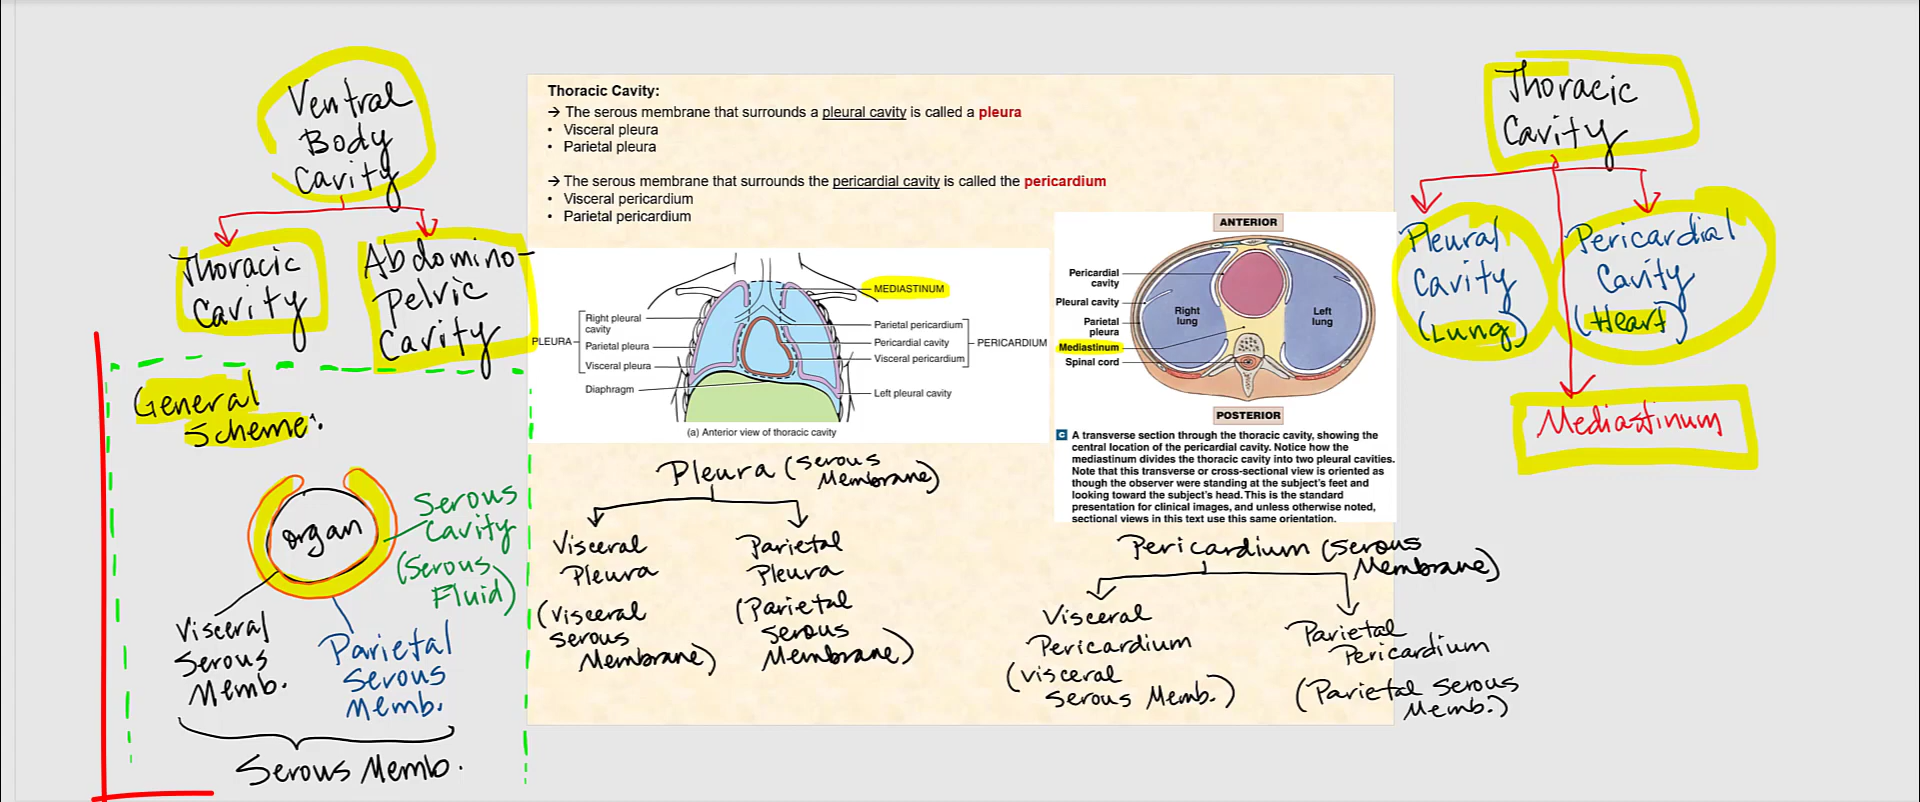 Ventral
Body
Cavity
Thoracic
Cavity
Abdomino-
Pelvic
Cavity
General
Scheme:
organ
Serous
Cavity
(Serous
Fluid)
Visceral
Serous
Memb.
Parietal
Serous
Memb.
Serous Memb.
Thoracic Cavity:
→ The serous membrane that surrounds a pleural cavity is called a pleura
• Visceral pleura
• Parietal pleura
→ The serous membrane that surrounds the pericardial cavity is called the pericardium
• Visceral pericardium
• Parietal pericardium
MEDIASTINUM
Right pleural
cavity
PLEURA
Parietal pleura
Visceral pleura
Diaphragm
Parietal pericardium
Pericardial cavity
PERICARDIUM
Visceral pericardium
Left pleural cavity
(a) Anterior view of thoracic cavity
ANTERIOR
Pericardial
cavity
Pleural cavity
Parietal
pleura
Mediastinum
Spinal cord
Right
lung
Left
lung
POSTERIOR
C A transverse section through the thoracic cavity, showing the
central location of the pericardial cavity. Notice how the
mediastinum divides the thoracic cavity into two pleural cavities.
Note that this transverse or cross-sectional view is oriented as
though the observer were standing at the subject's feet and
looking toward the subject's head. This is the standard
presentation for clinical images, and unless otherwise noted,
sectional views in this text use this same orientation.
Pleura (Serous
Membrane)
Visceral
Pleura
(Visceral
Serous
Membrane)
Parietal
Pleura
(Parietal
Serous
Membrane)
Pericardium (Serous
Membrane)
Visceral
Pericardium
(visceral
Serous Memb.)
Parietal
Pericardium
(Parietal Serous
Memb.)
Thoracic
Cavity
Pleural
Cavity
(Lung)
Pericardial
Cavity
(Heart)
Mediastinum